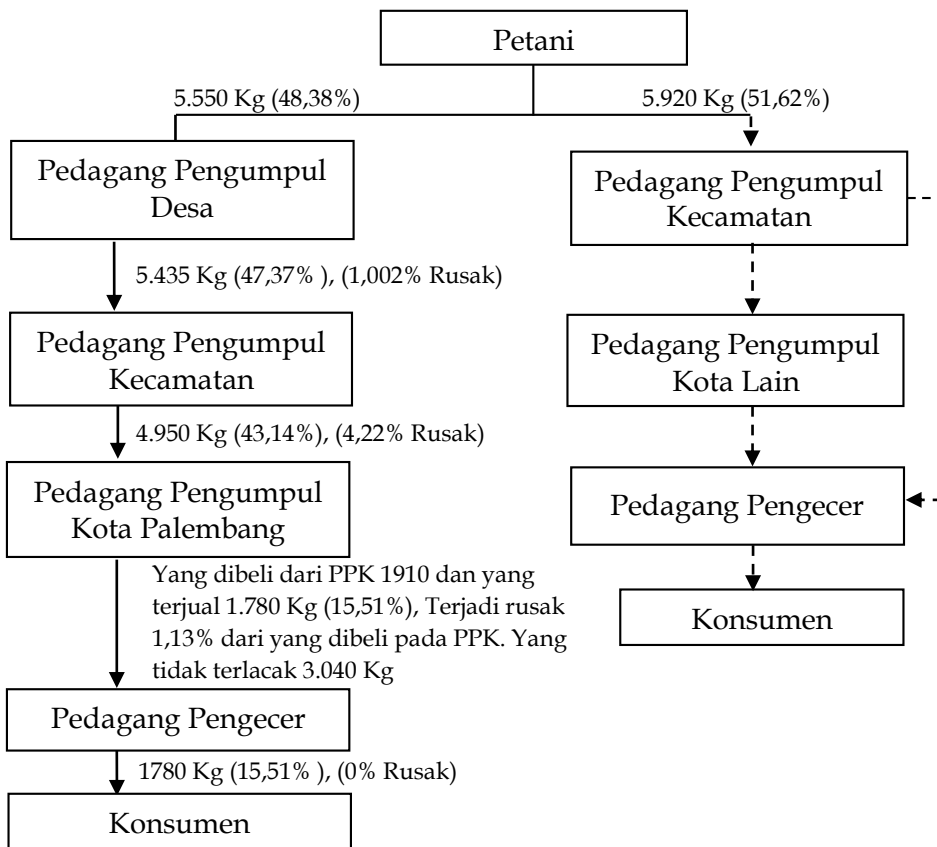 Petani
5.550 Kg (48,38%)
5.920 Kg (51,62%)
Pedagang Pengumpul
Desa
Pedagang Pengumpul
Kecamatan
5.435 Kg (47,37% ), (1,002% Rusak)
Pedagang Pengumpul
Kecamatan
Pedagang Pengumpul
Kota Lain
4.950 Kg (43,14%), (4,22% Rusak)
Pedagang Pengumpul
Kota Palembang
Pedagang Pengecer
Yang dibeli dari PPK 1910 dan yang
terjual 1.780 Kg (15,51%), Terjadi rusak
1,13% dari yang dibeli pada PPK. Yang
tidak terlacak 3.040 Kg
Konsumen
Pedagang Pengecer
1780 Kg (15,51% ), (0% Rusak)
Konsumen